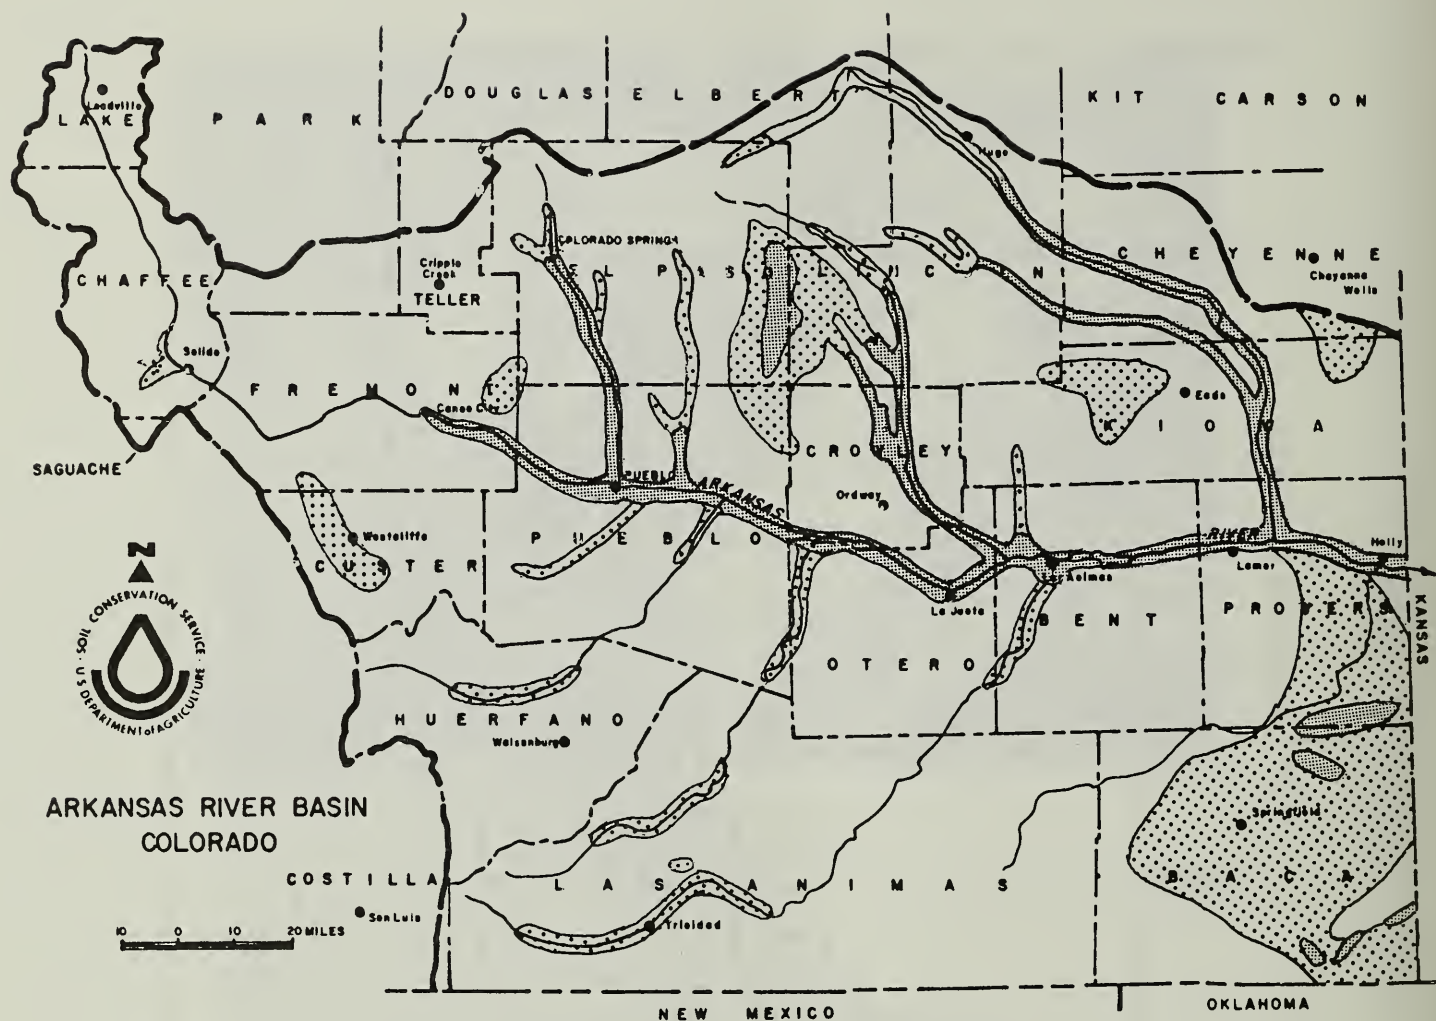 DOUGLAS ELBERT
KIT CARSON
Leadville
LAKE
PARK
Hugo
COLORADO SPRINGS
CHEYENNE
Cheyenne
Wells
Cripple
Creek
TELLER
EL PASO
LINCOLN
CHAFFEE
Salida
FREMONT
Canon City
Eads
KIOWA
SAGUACHE
CROWLEY
PUEBLO
ARKANSAS
RIVER
Ordway
Westcliffe
PUEBLO
CUSTER
Holly
Lamar
Las Animas
La Junta
BENT
PROWERS
KANSAS
N
SOIL CONSERVATION SERVICE
U.S. DEPARTMENT of AGRICULTURE
OTERO
HUERFANO
Walsenburg
ARKANSAS RIVER BASIN
COLORADO
Springfield
COSTILLA
LAS ANIMAS
BACA
San Luis
Trinidad
10 0 10 20 MILES
NEW MEXICO
OKLAHOMA